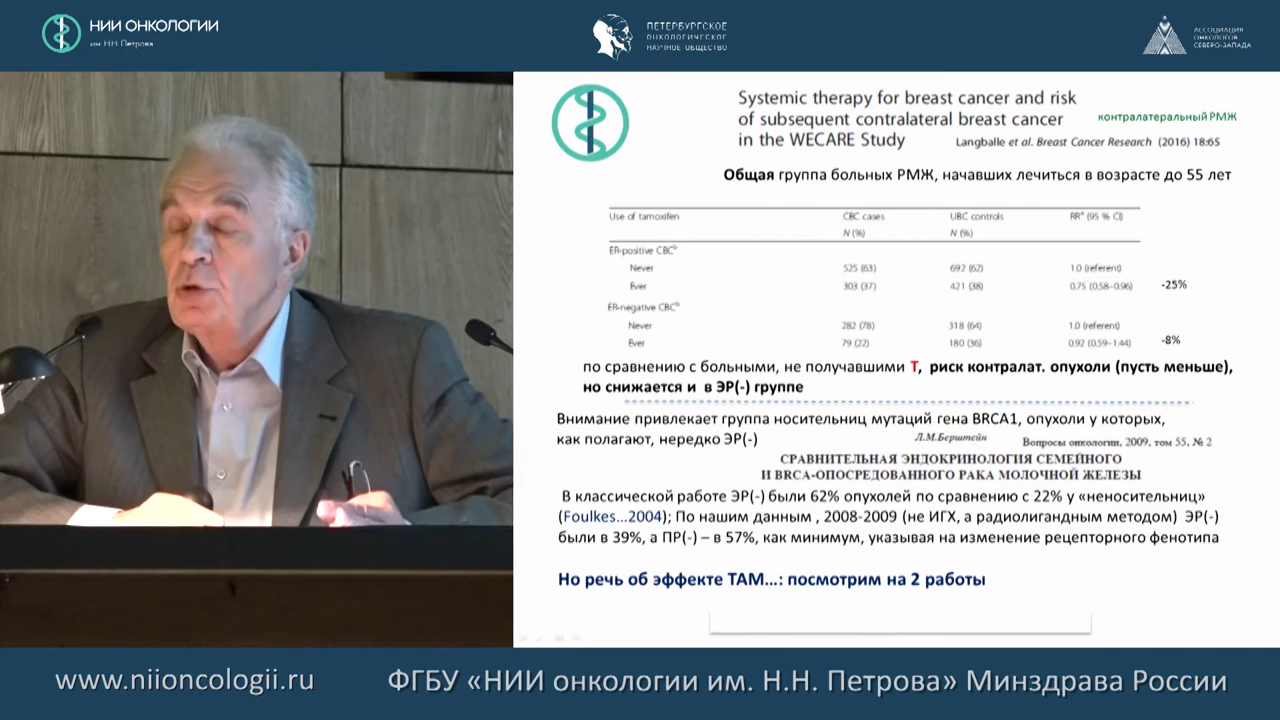 НИИ ОНКОЛОГИИ
им. Н.Н. Петрова
ПЕТЕРБУРГСКОЕ
ОНКОЛОГИЧЕСКОЕ
НАУЧНОЕ ОБЩЕСТВО
АССОЦИАЦИЯ
ОНКОЛОГОВ
СЕВЕРО-ЗАПАДА
Systemic therapy for breast cancer and risk
of subsequent contralateral breast cancer
in the WECARE Study
контралатеральный РМЖ
Langballe et al. Breast Cancer Research (2016) 18:65
Общая группа больных РМЖ, начавших лечиться в возрасте до 55 лет
Use of tamoxifen CBC cases UBC controls RRª (95 % CI)
N (%) N (%)
ER-positive CBCᵇ
Never 525 (63) 692 (62) 1.0 (referent)
Ever 303 (37) 421 (38) 0.75 (0.58–0.96) -25%
ER-negative CBCᵇ
Never 282 (78) 318 (64) 1.0 (referent)
Ever 79 (22) 180 (36) 0.92 (0.59–1.44) -8%
по сравнению с больными, не получавшими Т, риск контралат. опухоли (пусть меньше),
но снижается и в ЭР(-) группе
Внимание привлекает группа носительниц мутаций гена BRCA1, опухоли у которых,
как полагают, нередко ЭР(-)
Л.М.Берштейн
Вопросы онкологии, 2009, том 55, № 2
СРАВНИТЕЛЬНАЯ ЭНДОКРИНОЛОГИЯ СЕМЕЙНОГО
И BRCA-ОПОСРЕДОВАННОГО РАКА МОЛОЧНОЙ ЖЕЛЕЗЫ
В классической работе ЭР(-) были 62% опухолей по сравнению с 22% у «неносительниц»
(Foulkes...2004); По нашим данным , 2008-2009 (не ИГХ, а радиолигандным методом) ЭР(-)
были в 39%, а ПР(-) – в 57%, как минимум, указывая на изменение рецепторного фенотипа
Но речь об эффекте ТАМ...: посмотрим на 2 работы
www.niioncologii.ru
ФГБУ «НИИ онкологии им. Н.Н. Петрова» Минздрава России